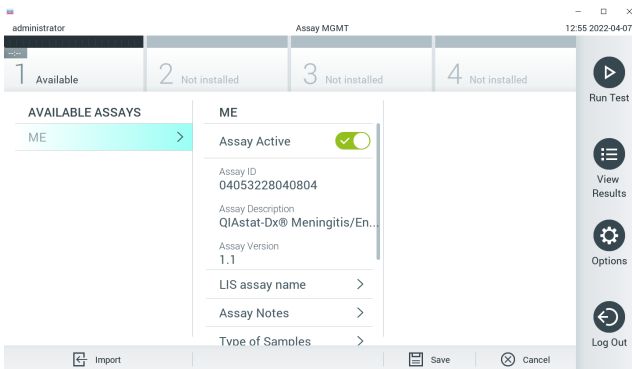 administrator
Assay MGMT
12:55 2022-04-07
--:--
1 Available
2 Not installed
3 Not installed
4 Not installed
Run Test
View
Results
Options
Log Out
AVAILABLE ASSAYS
ME
ME
Assay Active
Assay ID
04053228040804
Assay Description
QIAstat-Dx® Meningitis/En...
Assay Version
1.1
LIS assay name
Assay Notes
Type of Samples
Import
Save
Cancel